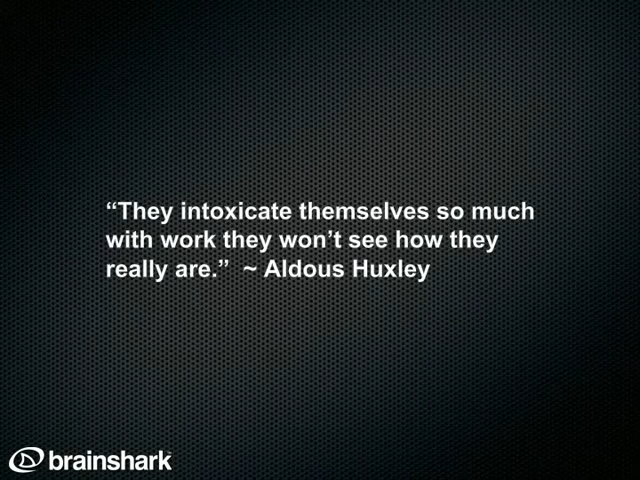 “They intoxicate themselves so much
with work they won’t see how they
really are.”  ~ Aldous Huxley
brainshark